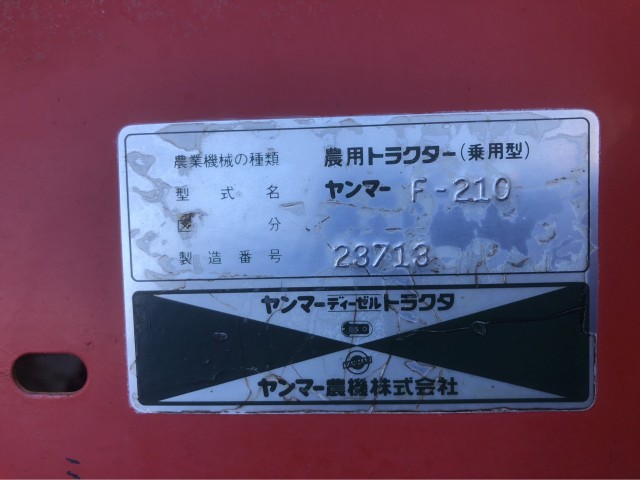 農業機械の種類 農用トラクター(乗用型)
型式名 ヤンマー F-210
区分
製造番号 23713
ヤンマーディーゼルトラクタ
ヤンマー農機株式会社